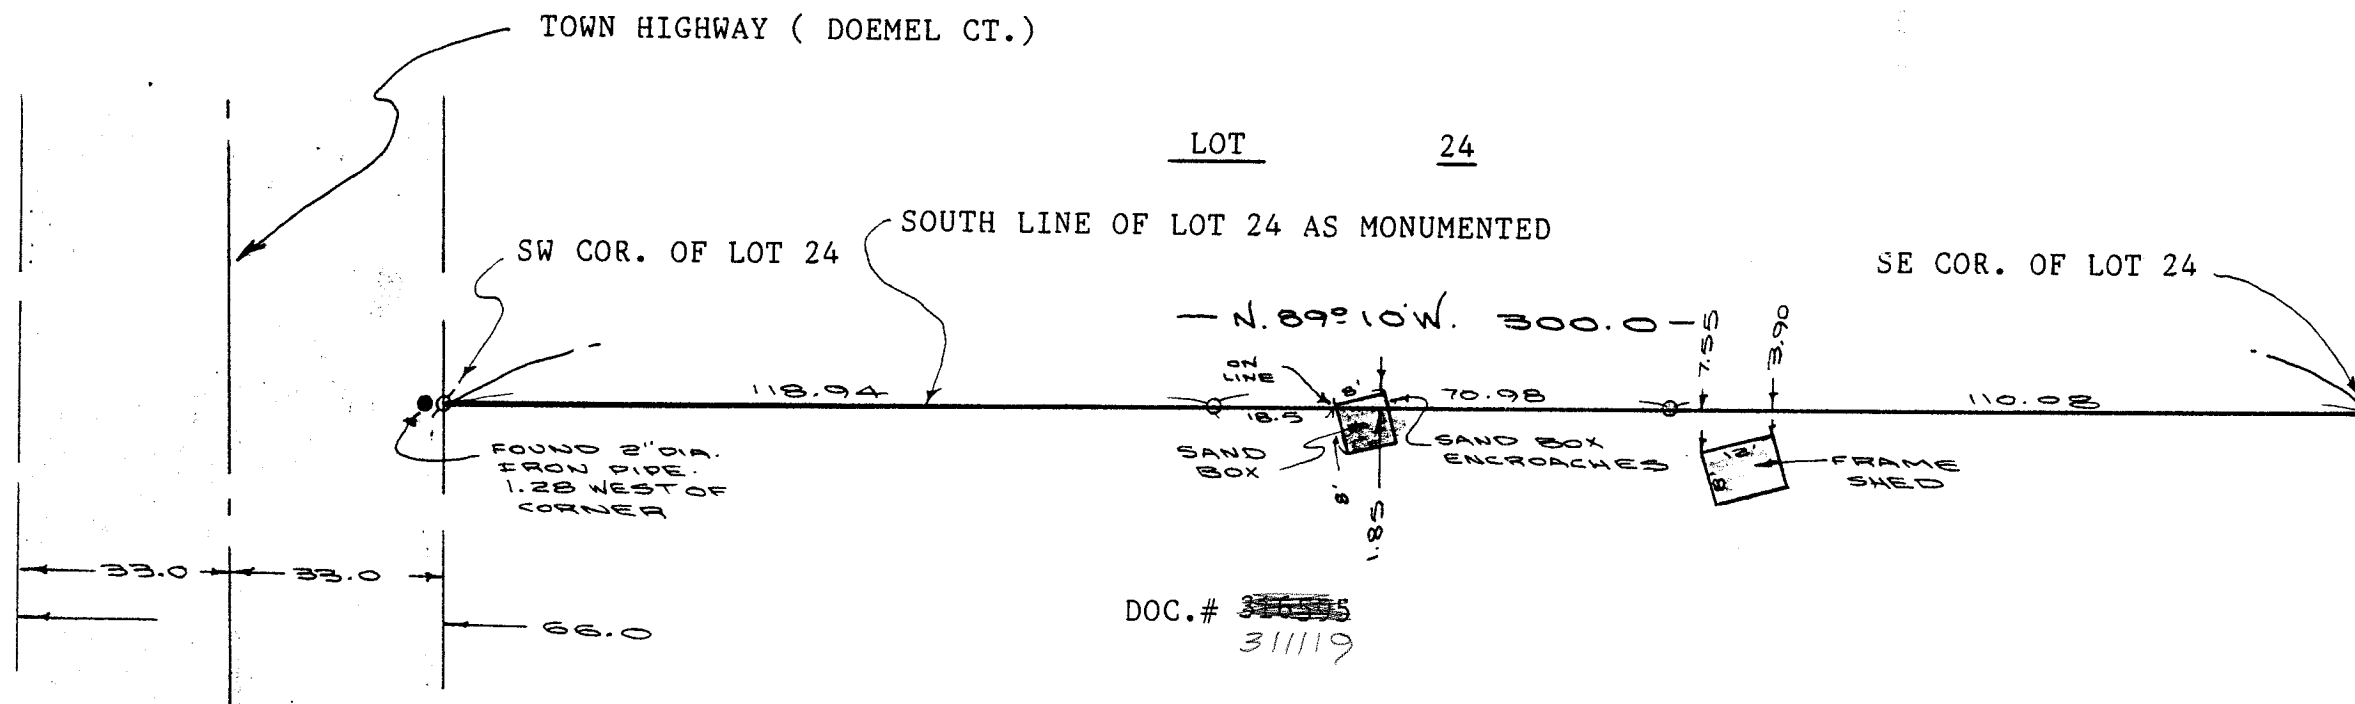 TOWN HIGHWAY ( DOEMEL CT.)
LOT 24
SOUTH LINE OF LOT 24 AS MONUMENTED
SW COR. OF LOT 24
SE COR. OF LOT 24
— N. 89° 10' W. 300.0 —
7.55
3.90
ON
LINE
118.94
8'
18.5
70.98
110.08
FOUND 2" DIA.
IRON PIPE.
1.28 WEST OF
CORNER
SAND
BOX
8'
1.85
SAND BOX
ENCROACHES
12'
8'
FRAME
SHED
33.0
33.0
66.0
DOC.#
311119